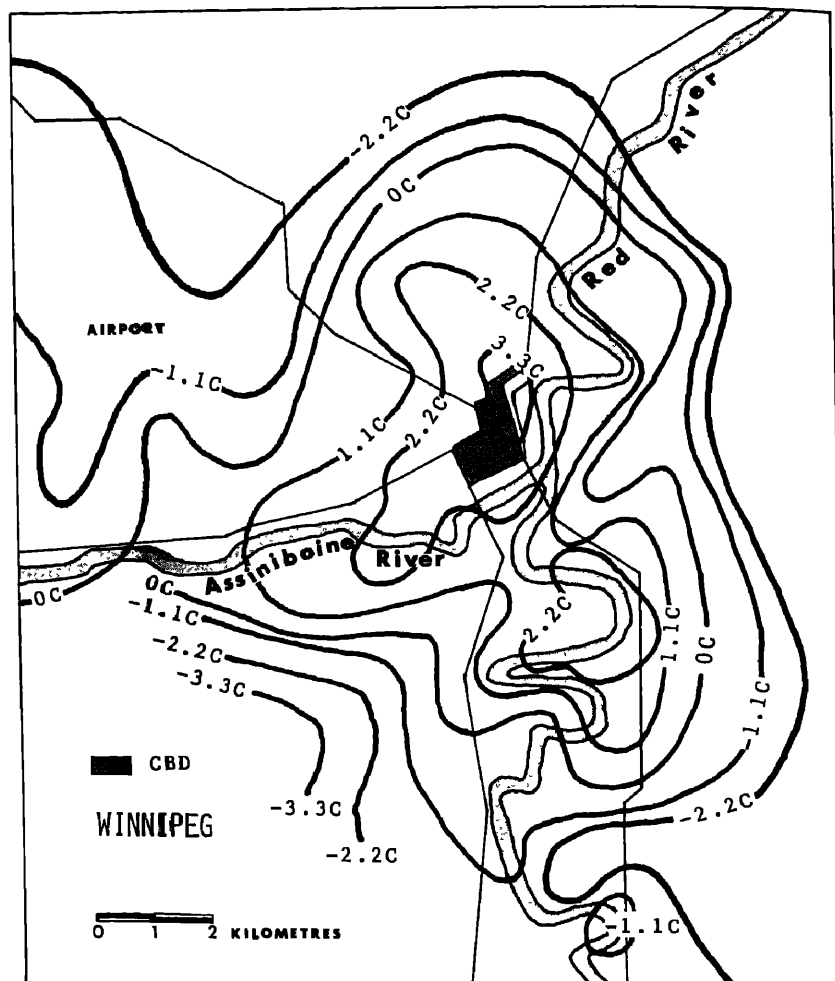 Red River
-2.2C
0C
2.2C
AIRPORT
3.3C
-1.1C
2.2C
1.1C
Assiniboine River
0C
0C
-1.1C
2.2C
-2.2C
1.1C
0C
-3.3C
-1.1C
CBD
-3.3C
-2.2C
WINNIPEG
-2.2C
0 1 2 KILOMETRES
-1.1C